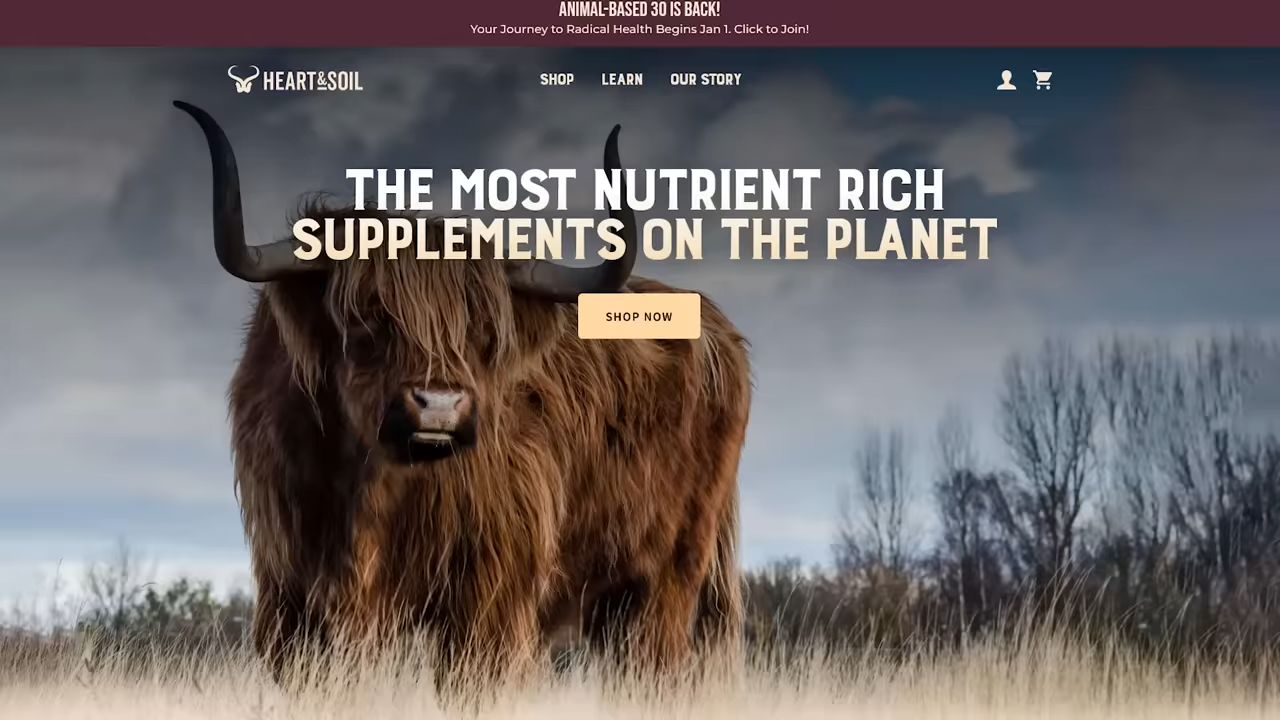 ANIMAL-BASED 30 IS BACK!
Your Journey to Radical Health Begins Jan 1. Click to Join!
HEART&SOIL
SHOP
LEARN
OUR STORY
THE MOST NUTRIENT RICH
SUPPLEMENTS ON THE PLANET
SHOP NOW